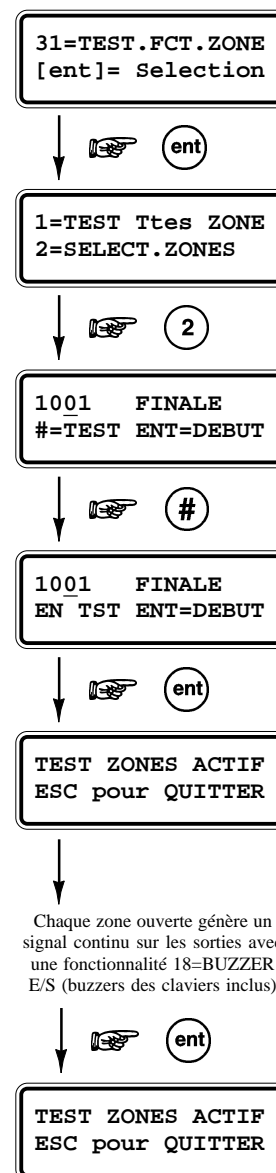 31=TEST.FCT.ZONE
[ent]= Selection
ent
1=TEST Ttes ZONE
2=SELECT.ZONES
2
1001 FINALE
#=TEST ENT=DEBUT
#
1001 FINALE
EN TST ENT=DEBUT
ent
TEST ZONES ACTIF
ESC pour QUITTER
Chaque zone ouverte génère un
signal continu sur les sorties avec
une fonctionnalité 18=BUZZER
E/S (buzzers des claviers inclus)
ent
TEST ZONES ACTIF
ESC pour QUITTER